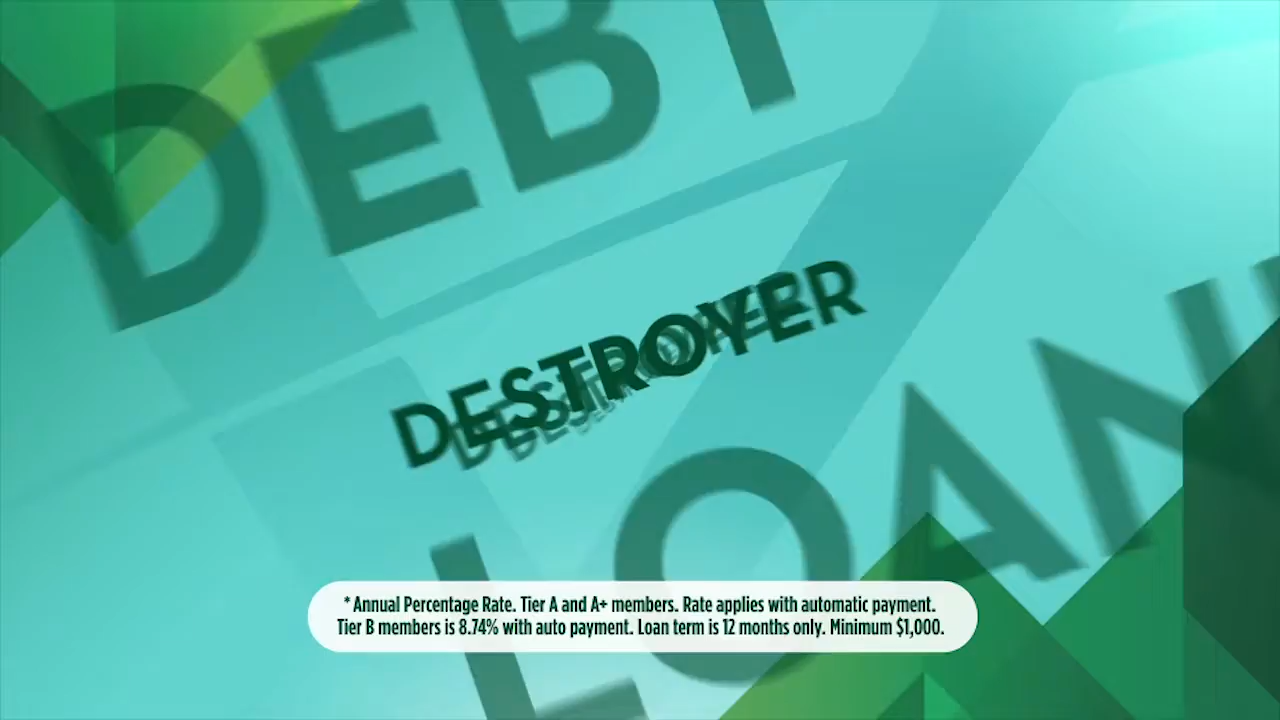 DEBT
DESTROYER
LOAN
* Annual Percentage Rate. Tier A and A+ members. Rate applies with automatic payment.
Tier B members is 8.74% with auto payment. Loan term is 12 months only. Minimum $1,000.